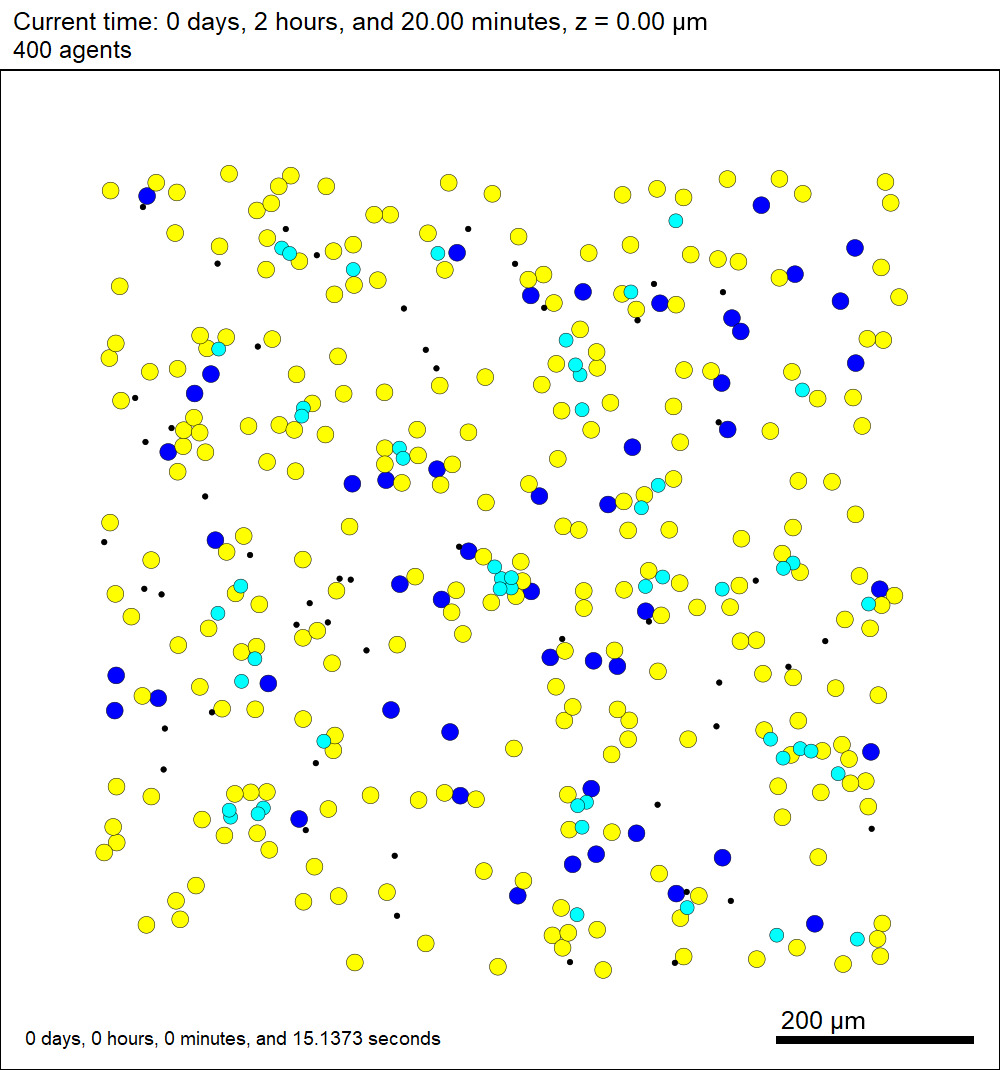 Current time: 0 days, 2 hours, and 20.00 minutes, z = 0.00 µm
400 agents
200 µm
0 days, 0 hours, 0 minutes, and 15.1373 seconds